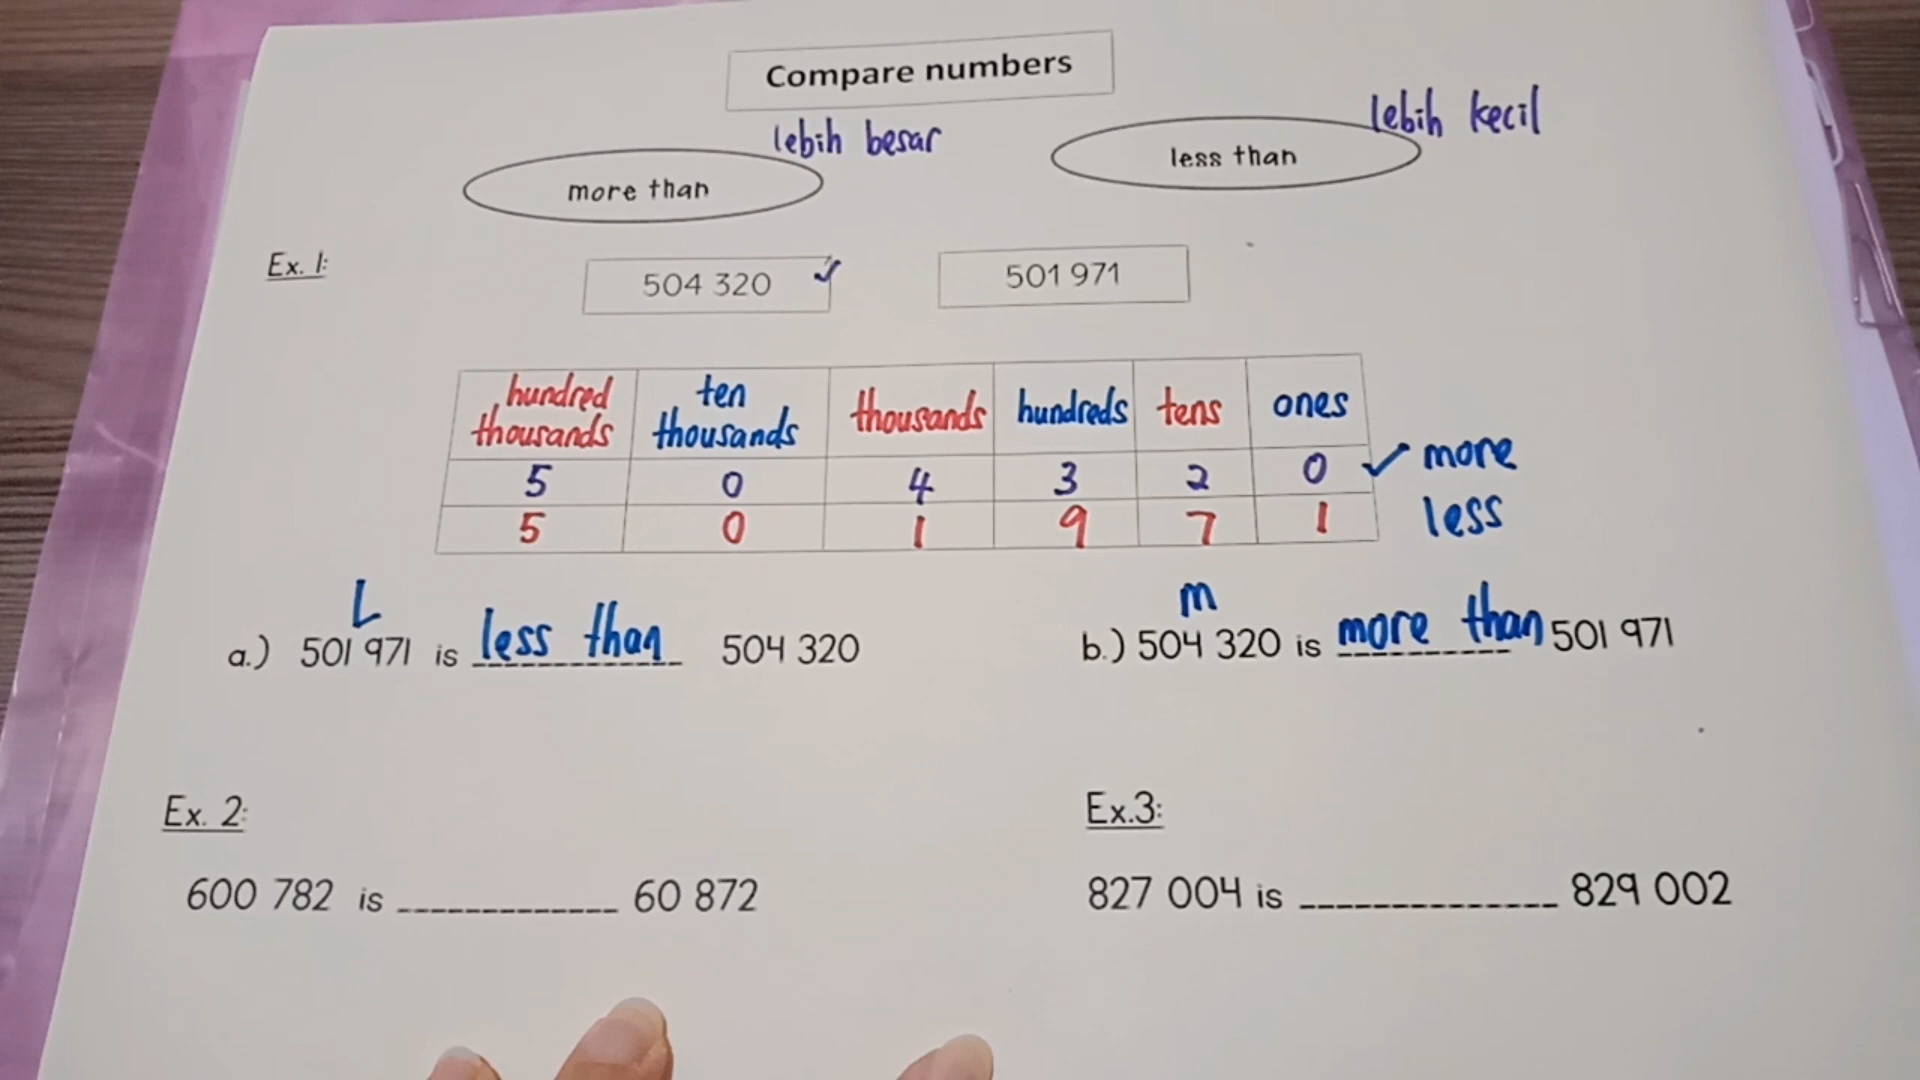 Compare numbers
lebih besar
lebih kecil
more than
less than
Ex. 1:
504 320
501 971
hundred thousands
ten thousands
thousands
hundreds
tens
ones
5 0 4 3 2 0 ✓ more
5 0 1 9 7 1 less
L
m
a.) 501 971 is less than 504 320
b.) 504 320 is more than 501 971
Ex. 2:
600 782 is ____________ 60 872
Ex.3:
827 004 is ____________ 829 002